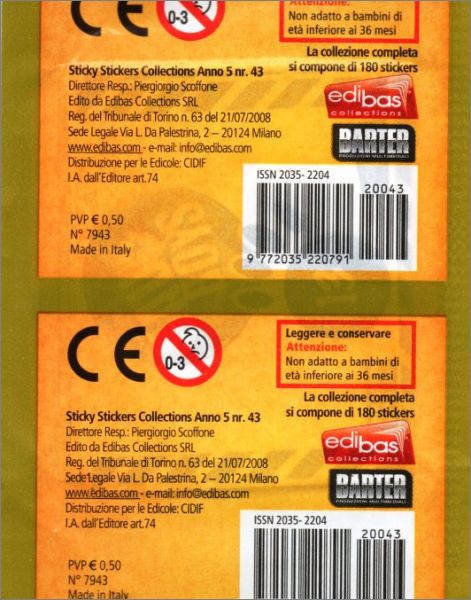 0-3
Attenzione:
Non adatto a bambini di
età inferiore ai 36 mesi
La collezione completa
si compone di 180 stickers
Sticky Stickers Collections Anno 5 nr. 43
Direttore Resp.: Piergiorgio Scoffone
Edito da Edibas Collections SRL
Reg. del Tribunale di Torino n. 63 del 21/07/2008
Sede Legale Via L. Da Palestrina, 2 – 20124 Milano
www.edibas.com - e-mail: info@edibas.com
Distribuzione per le Edicole: CIDIF
I.A. dall'Editore art.74
edibas
collections
BARTER
PRODUZIONI MULTIMEDIALI
ISSN 2035- 2204
20043
9 772035 220791
PVP € 0,50
N° 7943
Made in Italy
CE
0-3
Leggere e conservare
Attenzione:
Non adatto a bambini di
età inferiore ai 36 mesi
La collezione completa
si compone di 180 stickers
Sticky Stickers Collections Anno 5 nr. 43
Direttore Resp.: Piergiorgio Scoffone
Edito da Edibas Collections SRL
Reg. del Tribunale di Torino n. 63 del 21/07/2008
Sede Legale Via L. Da Palestrina, 2 – 20124 Milano
www.edibas.com - e-mail: info@edibas.com
Distribuzione per le Edicole: CIDIF
I.A. dall'Editore art.74
edibas
collections
BARTER
PRODUZIONI MULTIMEDIALI
ISSN 2035- 2204
20043
PVP € 0,50
N° 7943
Made in Italy